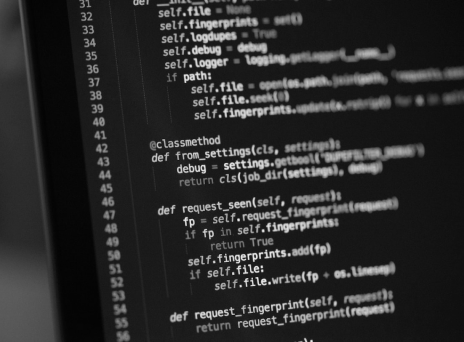 31 def __init__(self,
32 self.file = None
33 self.fingerprints = set()
34 self.logdupes = True
35 self.debug = debug
36 self.logger = logging.getLogger(__name__)
37 if path:
38 self.file = open(os.path.join(path,
39 self.file.seek(0)
40 self.fingerprints.update(x.rstrip() for x in
41
42 @classmethod
43 def from_settings(cls, settings):
44 debug = settings.getbool('DUPEFILTER_DEBUG')
45 return cls(job_dir(settings), debug)
46
47 def request_seen(self, request):
48 fp = self.request_fingerprint(request)
49 if fp in self.fingerprints:
50 return True
51 self.fingerprints.add(fp)
52 if self.file:
53 self.file.write(fp + os.linesep)
54
55 def request_fingerprint(self, request):
56 return request_fingerprint(request)